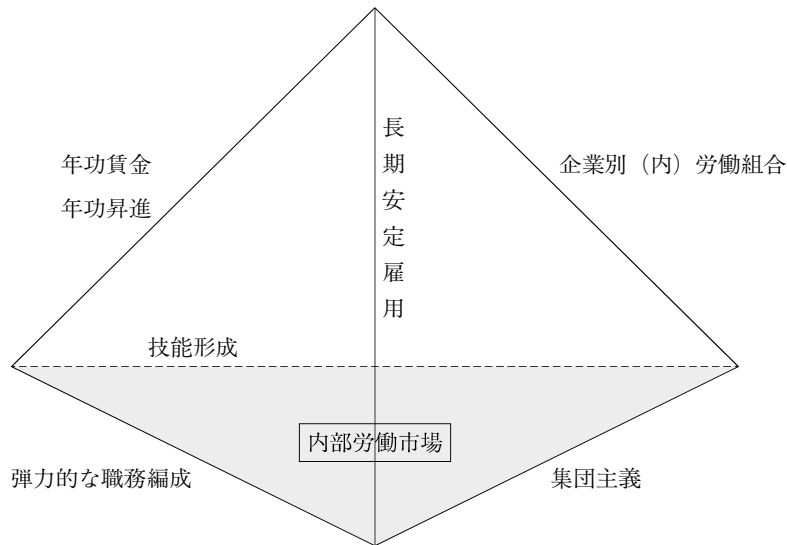 長期安定雇用
年功賃金
年功昇進
企業別（内）労働組合
技能形成
内部労働市場
弾力的な職務編成
集団主義